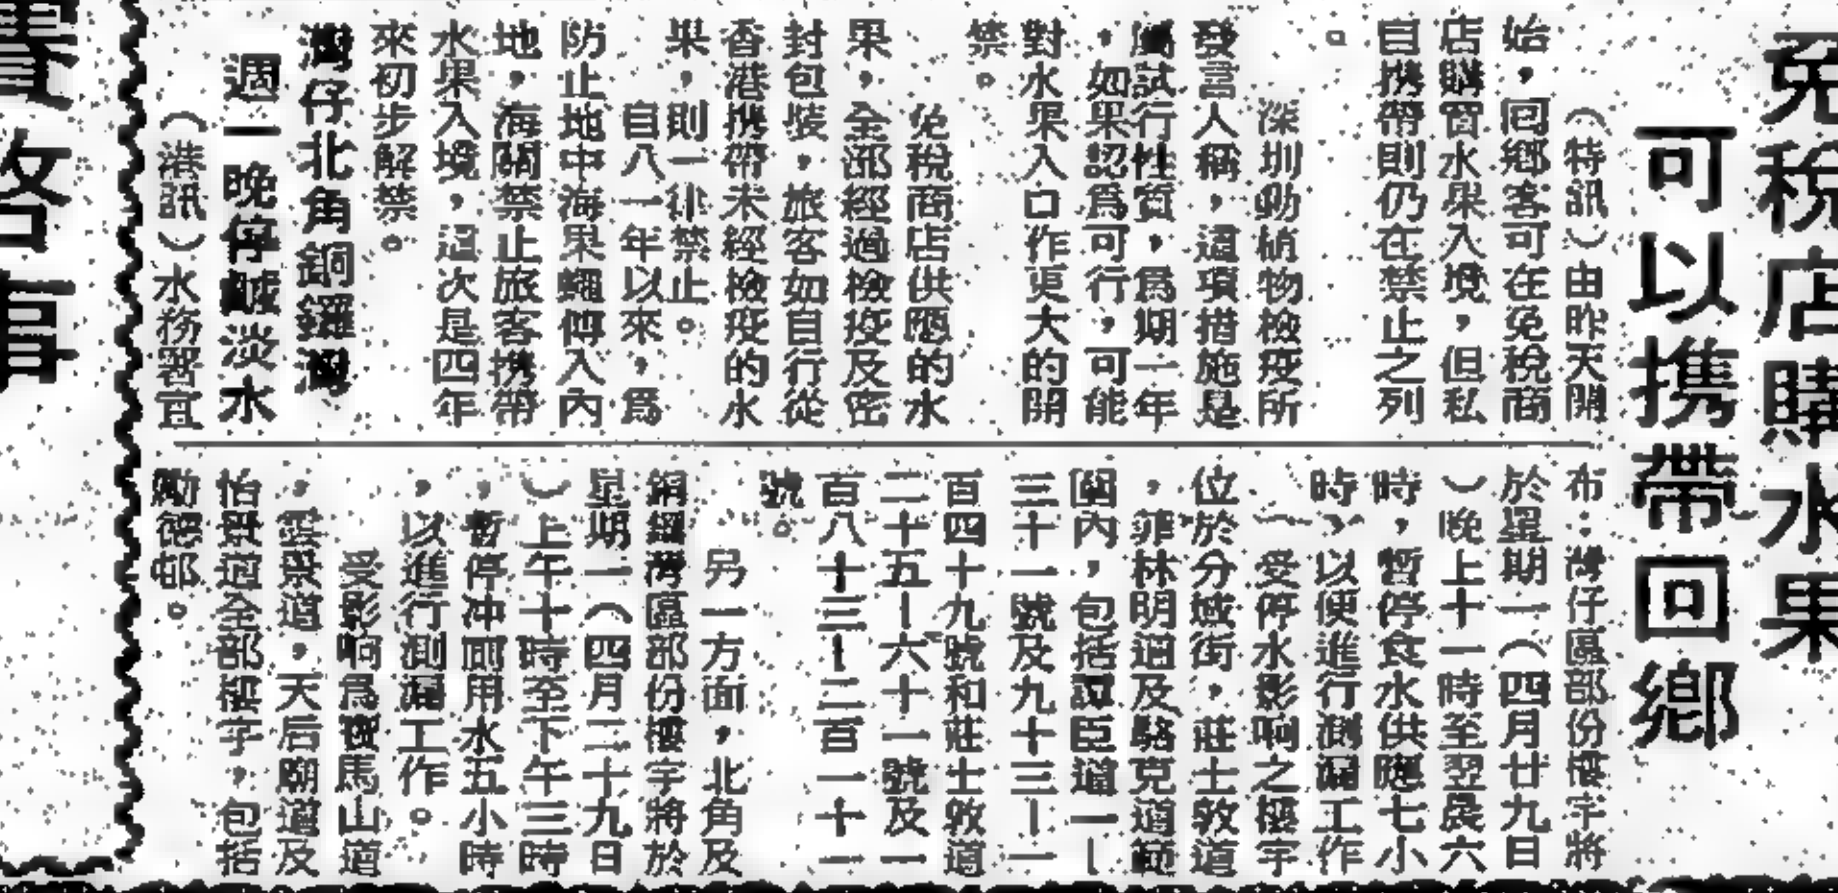 免稅店購水果
可以携帶回鄉
（特訊）由昨天開
始，回鄉客可在免稅商
店購買水果入境，但私
自携帶則仍在禁止之列
。
深圳動植物檢疫所
發言人稱，這項措施是
屬試行性質，為期一年
，如果認為可行，可能
對水果入口作更大的開
禁。
免稅商店供應的水
果，全部經過檢疫及密
封包裝，旅客如自行從
香港携帶未經檢疫的水
果，則一律禁止。
自八一年以來，為
防止地中海果蠅傳入內
地，海關禁止旅客携帶
水果入境，這次是四年
來初步解禁。
灣仔北角銅鑼灣
週一晚停鹹淡水
（港訊）水務署宣
布：灣仔區部份樓宇將
於星期一（四月廿九日
）晚上十一時至翌晨六
時，暫停食水供應七小
時，以便進行測漏工作
受停水影响之樓宇
位於分域街，莊士敦道
，菲林明道及駱克道範
圍內，包括譚臣道一—
三十一號及九十三—一
百四十九號和莊士敦道
二十五—六十一號及一
百八十三—二百一十一
號。
另一方面，北角及
銅鑼灣區部份樓宇將於
星期一（四月二十九日
）上午十時至下午三時
，暫停冲厠用水五小時
，以進行測漏工作。
受影响為寶馬山道
，雲景道，天后廟道及
怡景道全部樓宇，包括
勵德邨。
啓事